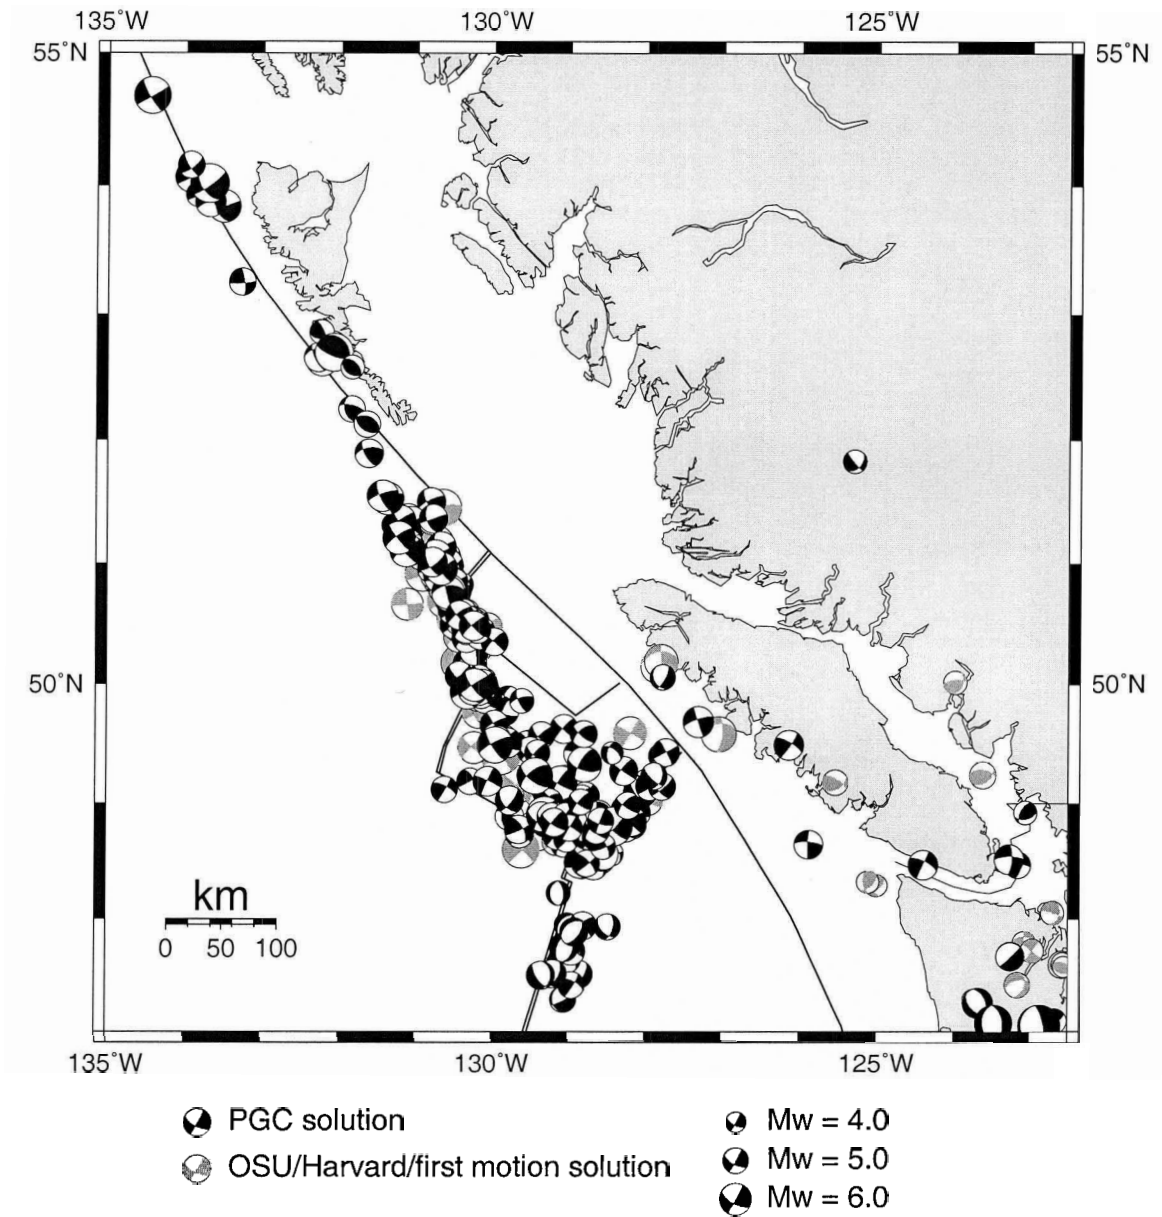 135˚W 130˚W 125˚W
55˚N 55˚N
50˚N 50˚N
km
0 50 100
135˚W 130˚W 125˚W
PGC solution Mw = 4.0
OSU/Harvard/first motion solution Mw = 5.0
Mw = 6.0